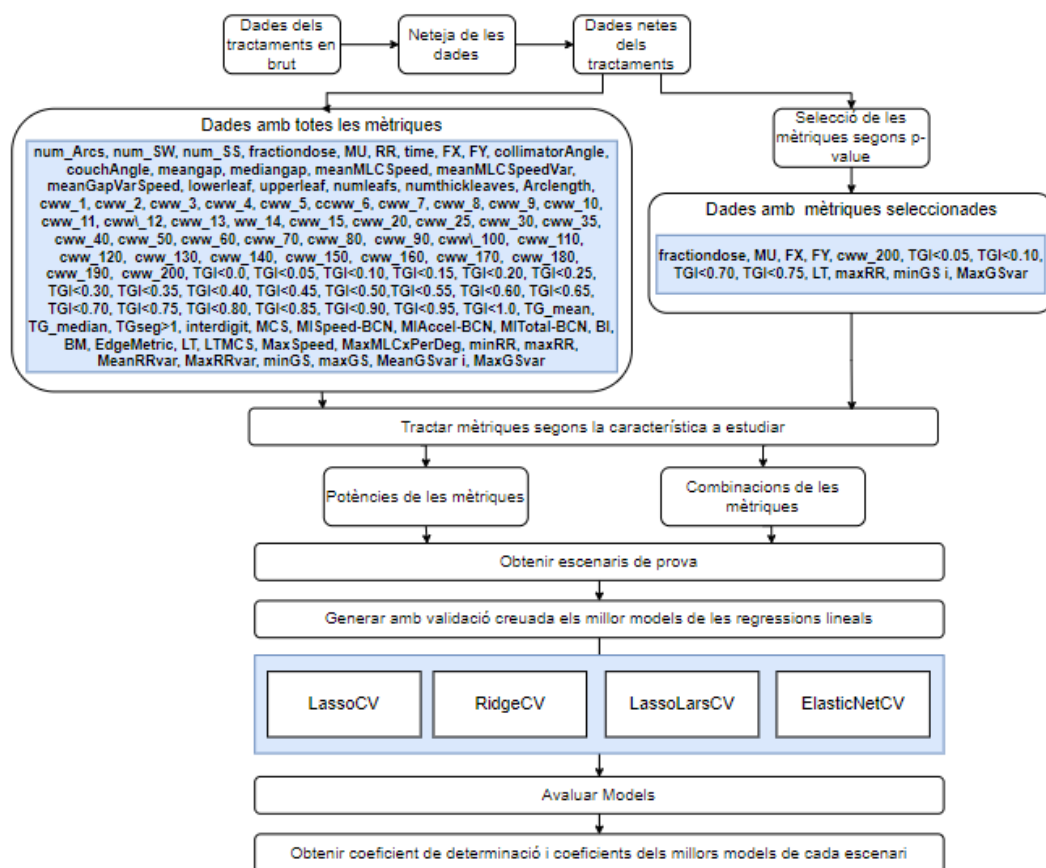 Dades dels
tractaments en
brut
Neteja de les
dades
Dades netes
dels
tractaments
Dades amb totes les mètriques
num_Arcs, num_SW, num_SS, fractiondose, MU, RR, time, FX, FY, collimatorAngle,
couchAngle, meangap, mediangap, meanMLCSpeed, meanMLCSpeedVar,
meanGapVarSpeed, lowerleaf, upperleaf, numleafs, numthickleaves, Arclength,
cww_1, cww_2, cww_3, cww_4, cww_5, ccww_6, cww_7, cww_8, cww_9, cww_10,
cww_11, cww\_12, cww_13, ww_14, cww_15, cww_20, cww_25, cww_30, cww_35,
cww_40, cww_50, cww_60, cww_70, cww_80, cww_90, cww\_100, cww_110,
cww_120, cww_130, cww_140, cww_150, cww_160, cww_170, cww_180,
cww_190, cww_200, TGI<0.0, TGI<0.05, TGI<0.10, TGI<0.15, TGI<0.20, TGI<0.25,
TGI<0.30, TGI<0.35, TGI<0.40, TGI<0.45, TGI<0.50,TGI<0.55, TGI<0.60, TGI<0.65,
TGI<0.70, TGI<0.75, TGI<0.80, TGI<0.85, TGI<0.90, TGI<0.95, TGI<1.0, TG_mean,
TG_median, TGseg>1, interdigit, MCS, MISpeed-BCN, MIAccel-BCN, MITotal-BCN, BI,
BM, EdgeMetric, LT, LTMCS, MaxSpeed, MaxMLCxPerDeg, minRR, maxRR,
MeanRRvar, MaxRRvar, minGS, maxGS, MeanGSvar i, MaxGSvar
Selecció de les
mètriques segons p-
value
Dades amb mètriques seleccionades
fractiondose, MU, FX, FY, cww_200, TGI<0.05, TGI<0.10,
TGI<0.70, TGI<0.75, LT, maxRR, minGS i, MaxGSvar
Tractar mètriques segons la característica a estudiar
Potències de les mètriques
Combinacions de les
mètriques
Obtenir escenaris de prova
Generar amb validació creuada els millor models de les regressions lineals
LassoCV
RidgeCV
LassoLarsCV
ElasticNetCV
Avaluar Models
Obtenir coeficient de determinació i coeficients dels millors models de cada escenari